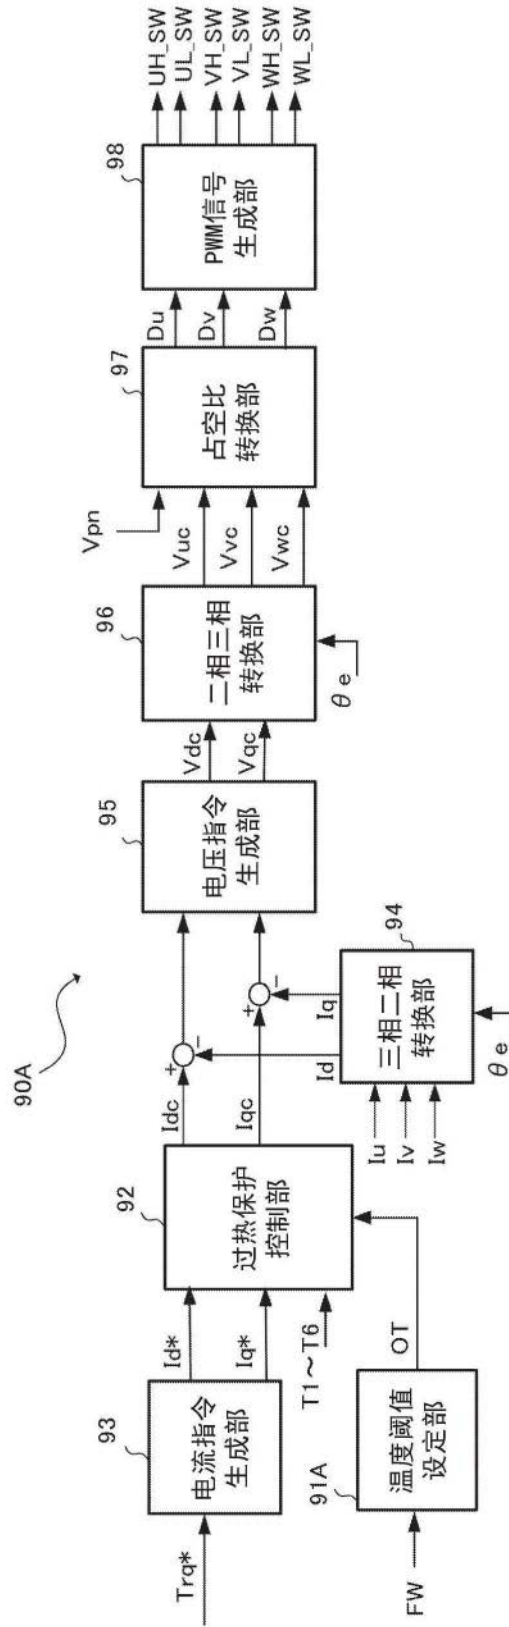 90A
Trq*
93
电流指令
生成部
Id*
Iq*
T1～T6
FW
91A
温度阈值
设定部
OT
92
过热保护
控制部
Idc
Iqc
+
-
+
-
Id
Iq
Iu
Iv
Iw
94
三相二相
转换部
θe
95
电压指令
生成部
Vdc
Vqc
96
二相三相
转换部
θe
Vpn
Vuc
Vvc
Vwc
97
占空比
转换部
Du
Dv
Dw
98
PWM信号
生成部
UH_SW
UL_SW
VH_SW
VL_SW
WH_SW
WL_SW